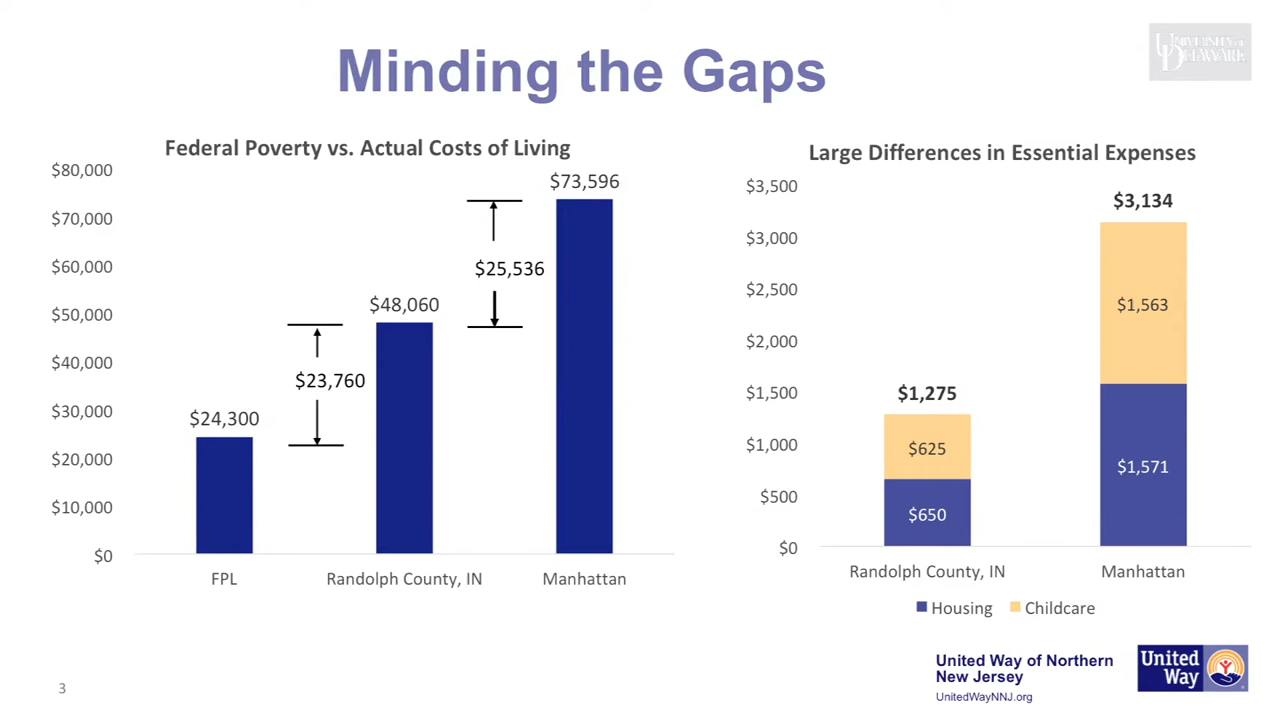 UNIVERSITY OF
DELAWARE
Minding the Gaps
Federal Poverty vs. Actual Costs of Living
$80,000
$70,000
$60,000
$50,000
$40,000
$30,000
$20,000
$10,000
$0
$24,300
$23,760
$48,060
$25,536
$73,596
FPL
Randolph County, IN
Manhattan
Large Differences in Essential Expenses
$3,500
$3,000
$2,500
$2,000
$1,500
$1,000
$500
$0
$1,275
$625
$650
$3,134
$1,563
$1,571
Randolph County, IN
Manhattan
Housing
Childcare
3
United Way of Northern
New Jersey
UnitedWayNNJ.org
United
Way